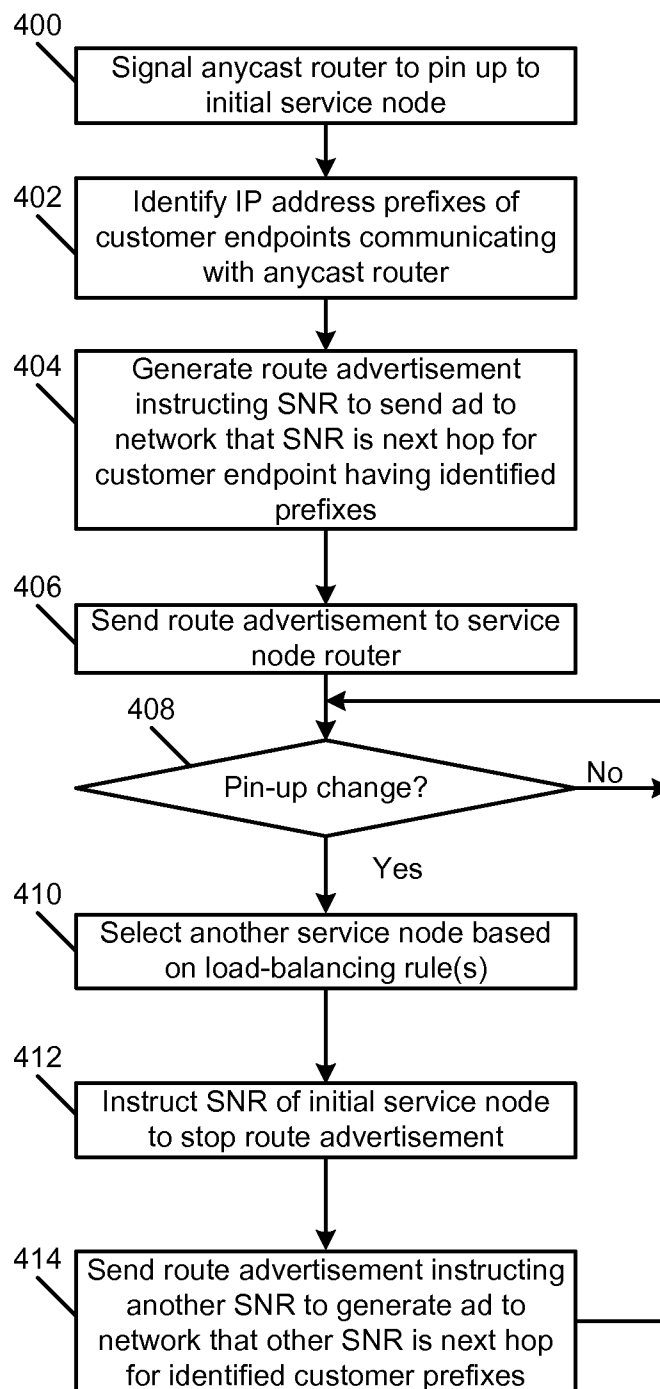 400
Signal anycast router to pin up to
initial service node
402
Identify IP address prefixes of
customer endpoints communicating
with anycast router
404
Generate route advertisement
instructing SNR to send ad to
network that SNR is next hop for
customer endpoint having identified
prefixes
406
Send route advertisement to service
node router
408
Pin-up change?
No
Yes
410
Select another service node based
on load-balancing rule(s)
412
Instruct SNR of initial service node
to stop route advertisement
414
Send route advertisement instructing
another SNR to generate ad to
network that other SNR is next hop
for identified customer prefixes